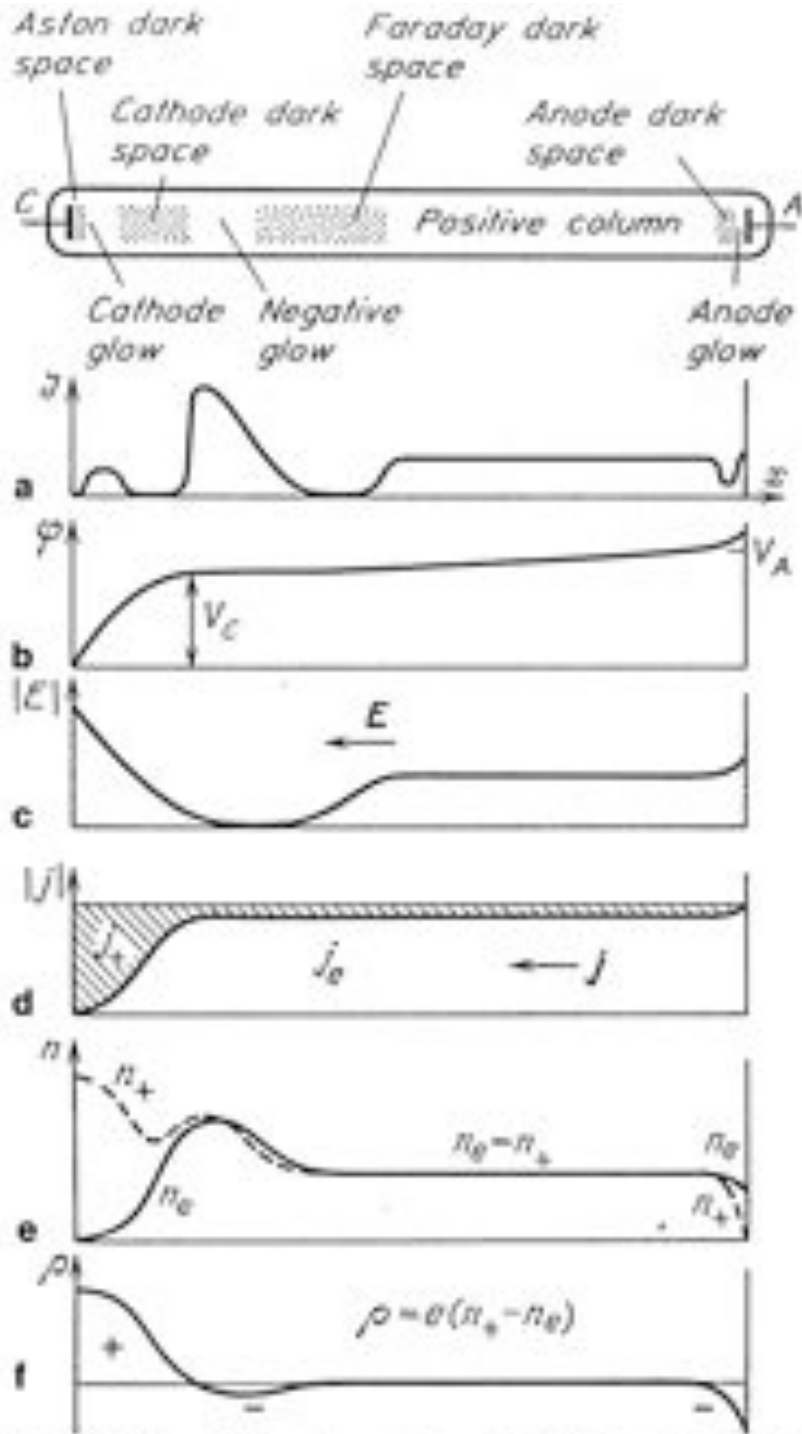 Aston dark space
Faraday dark space
Cathode dark space
Anode dark space
C
Positive column
A
Cathode glow
Negative glow
Anode glow
J
a
φ
V_A
V_C
b
|E|
E
c
|j|
j_+
j_e
j
d
n
n_+
n_e = n_+
n_e
n_e
n_+
e
ρ
ρ = e(n_+ − n_e)
+
f
−
−